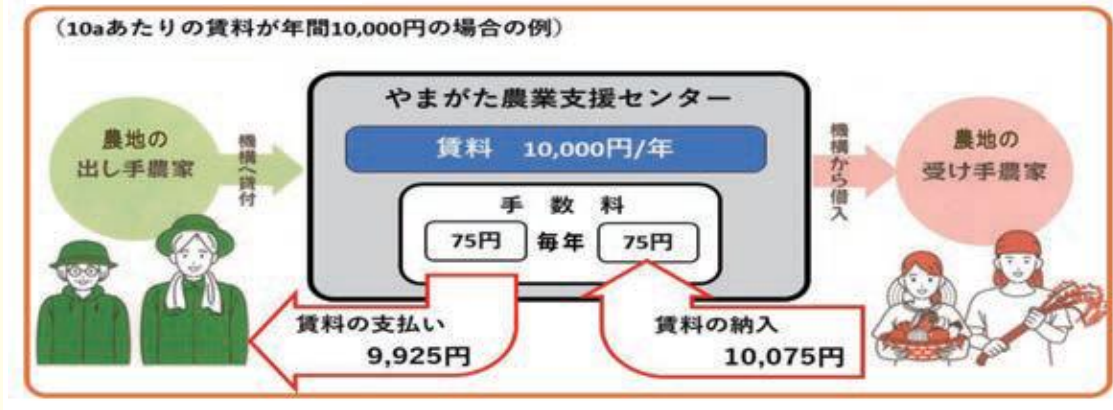 （10aあたりの賃料が年間10,000円の場合の例）
やまがた農業支援センター
農地の
出し手農家
機構へ貸付
賃料 10,000円/年
機構から借入
農地の
受け手農家
手数料
75円 毎年 75円
賃料の支払い
9,925円
賃料の納入
10,075円